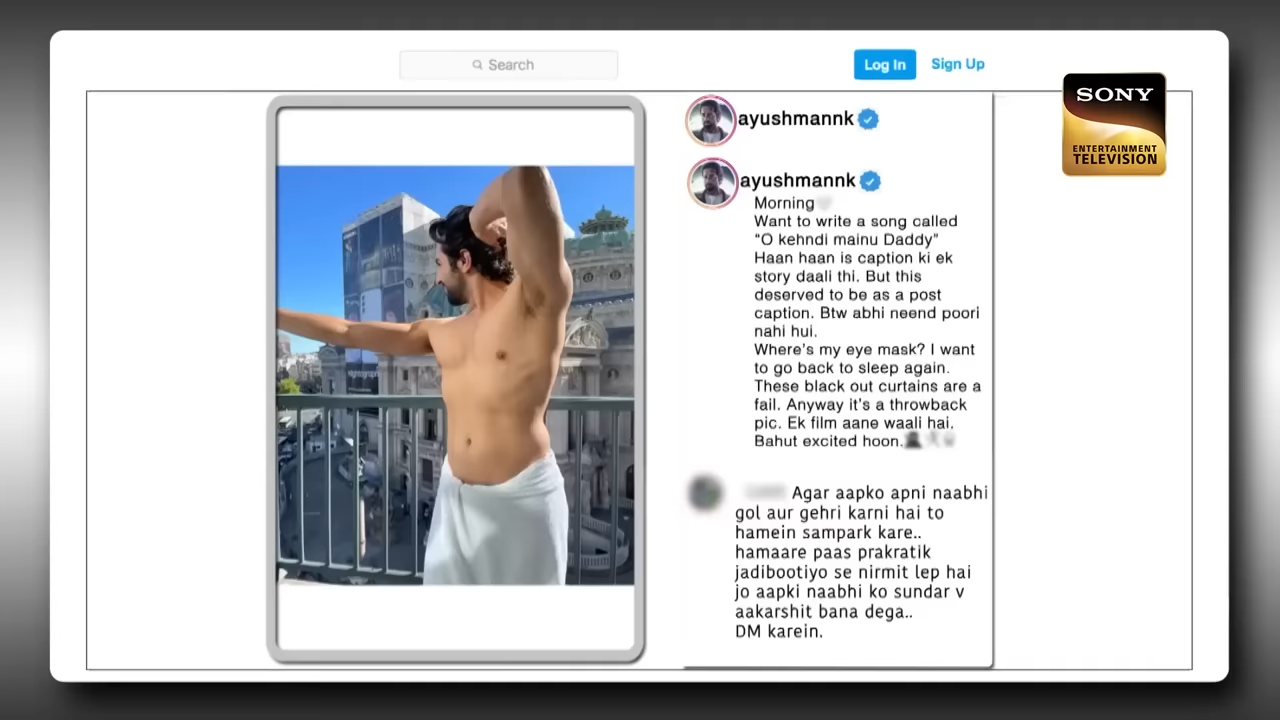 Search
Log In
Sign Up
SONY
ENTERTAINMENT
TELEVISION
ayushmannk
ayushmannk
Morning
Want to write a song called
"O kehndi mainu Daddy"
Haan haan is caption ki ek
story daali thi. But this
deserved to be as a post
caption. Btw abhi neend poori
nahi hui.
Where's my eye mask? I want
to go back to sleep again.
These black out curtains are a
fail. Anyway it's a throwback
pic. Ek film aane waali hai.
Bahut excited hoon.
Agar aapko apni naabhi
gol aur gehri karni hai to
hamein sampark kare..
hamaare paas prakratik
jadibootiyo se nirmit lep hai
jo aapki naabhi ko sundar v
aakarshit bana dega..
DM karein.